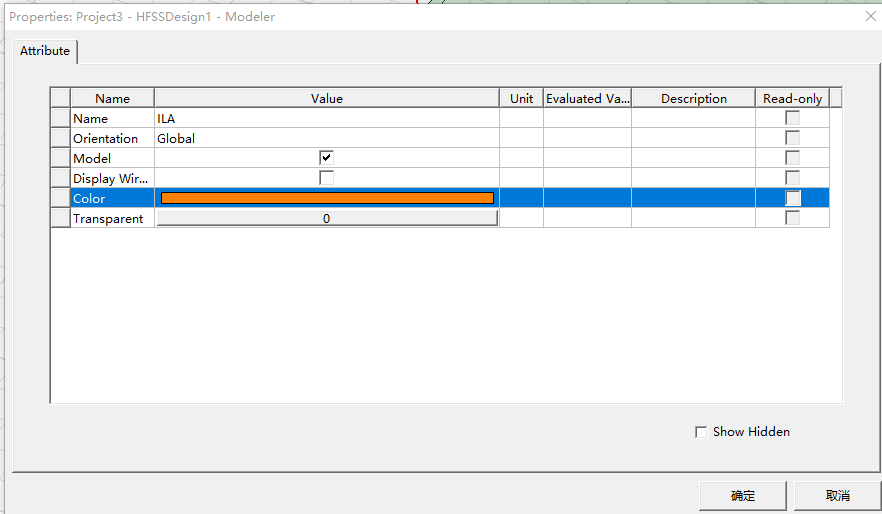 Properties: Project3 - HFSSDesign1 - Modeler
Attribute
Name Value Unit Evaluated Va... Description Read-only
Name ILA
Orientation Global
Model
Display Wir...
Color
Transparent 0
Show Hidden
确定 取消